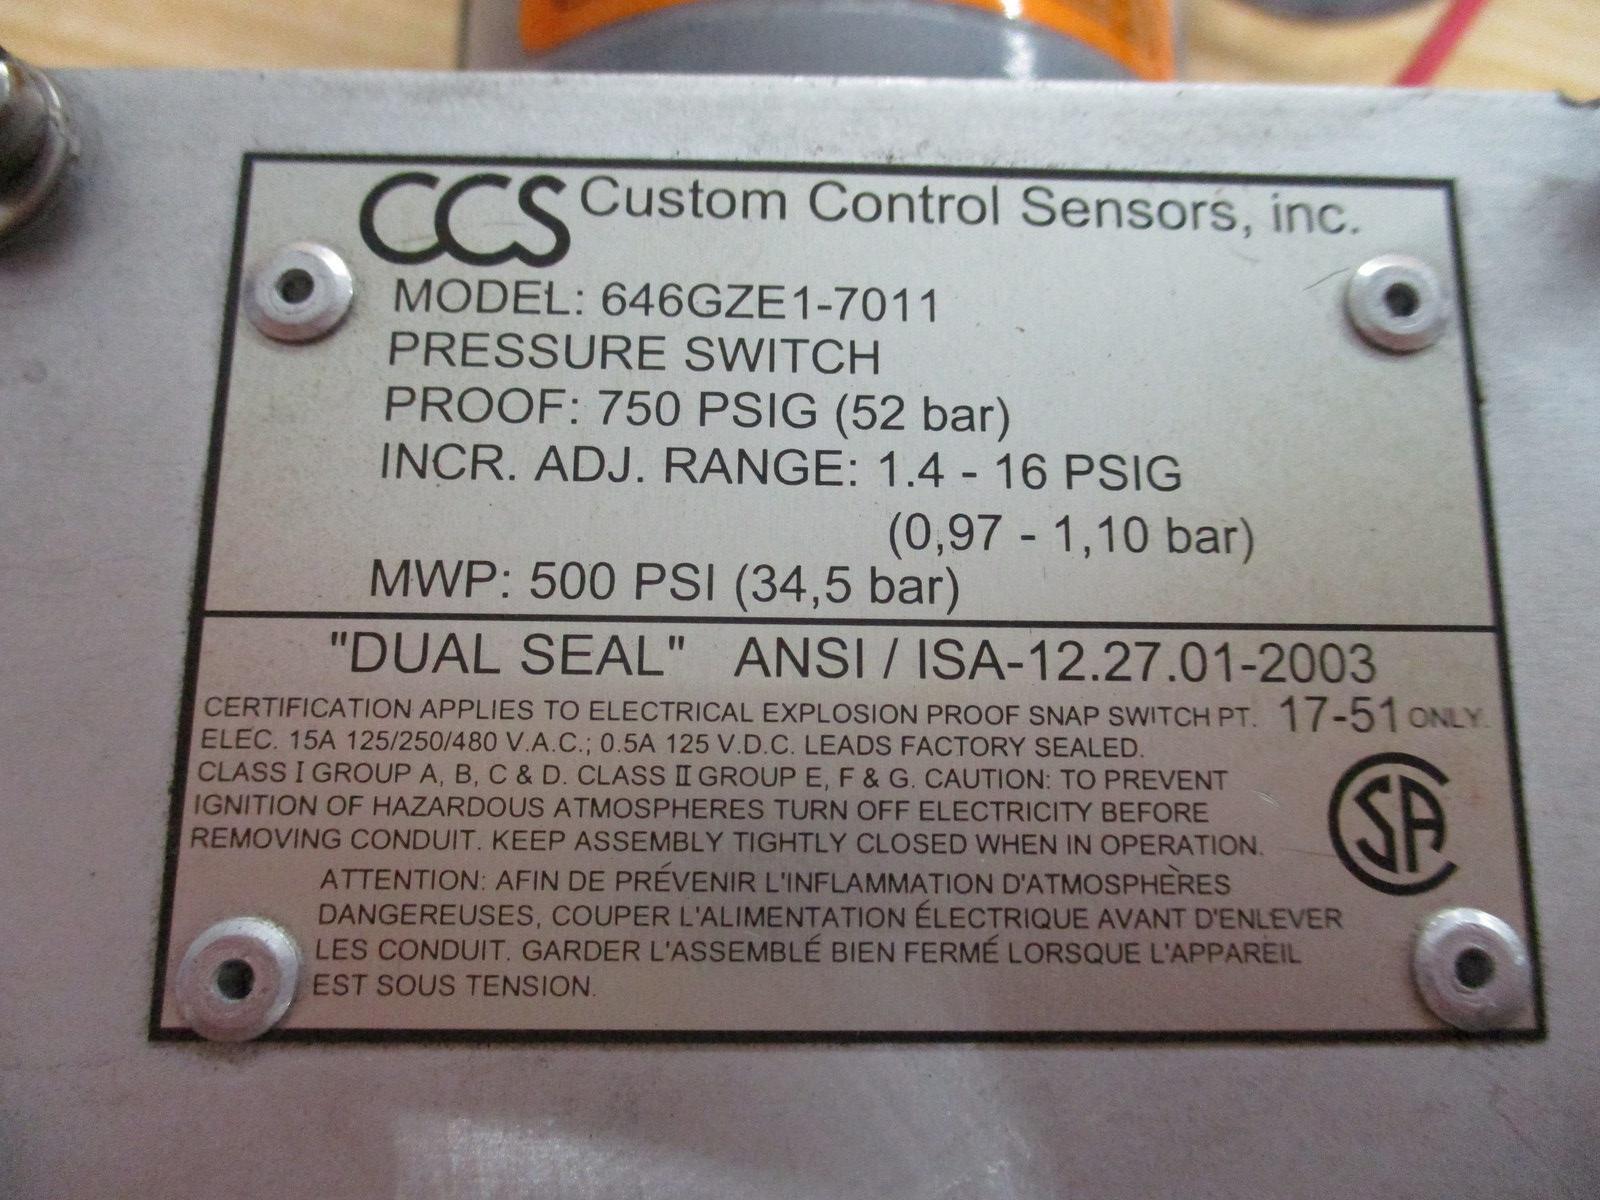 CCS Custom Control Sensors, inc.
MODEL: 646GZE1-7011
PRESSURE SWITCH
PROOF: 750 PSIG (52 bar)
INCR. ADJ. RANGE: 1.4 - 16 PSIG
(0,97 - 1,10 bar)
MWP: 500 PSI (34,5 bar)
"DUAL SEAL" ANSI / ISA-12.27.01-2003
CERTIFICATION APPLIES TO ELECTRICAL EXPLOSION PROOF SNAP SWITCH PT. 17-51 ONLY.
ELEC. 15A 125/250/480 V.A.C.; 0.5A 125 V.D.C. LEADS FACTORY SEALED.
CLASS I GROUP A, B, C & D. CLASS II GROUP E, F & G. CAUTION: TO PREVENT
IGNITION OF HAZARDOUS ATMOSPHERES TURN OFF ELECTRICITY BEFORE
REMOVING CONDUIT. KEEP ASSEMBLY TIGHTLY CLOSED WHEN IN OPERATION.
SA
ATTENTION: AFIN DE PRÉVENIR L'INFLAMMATION D'ATMOSPHÈRES
DANGEREUSES, COUPER L'ALIMENTATION ÉLECTRIQUE AVANT D'ENLEVER
LES CONDUIT. GARDER L'ASSEMBLÉ BIEN FERMÉ LORSQUE L'APPAREIL
EST SOUS TENSION.